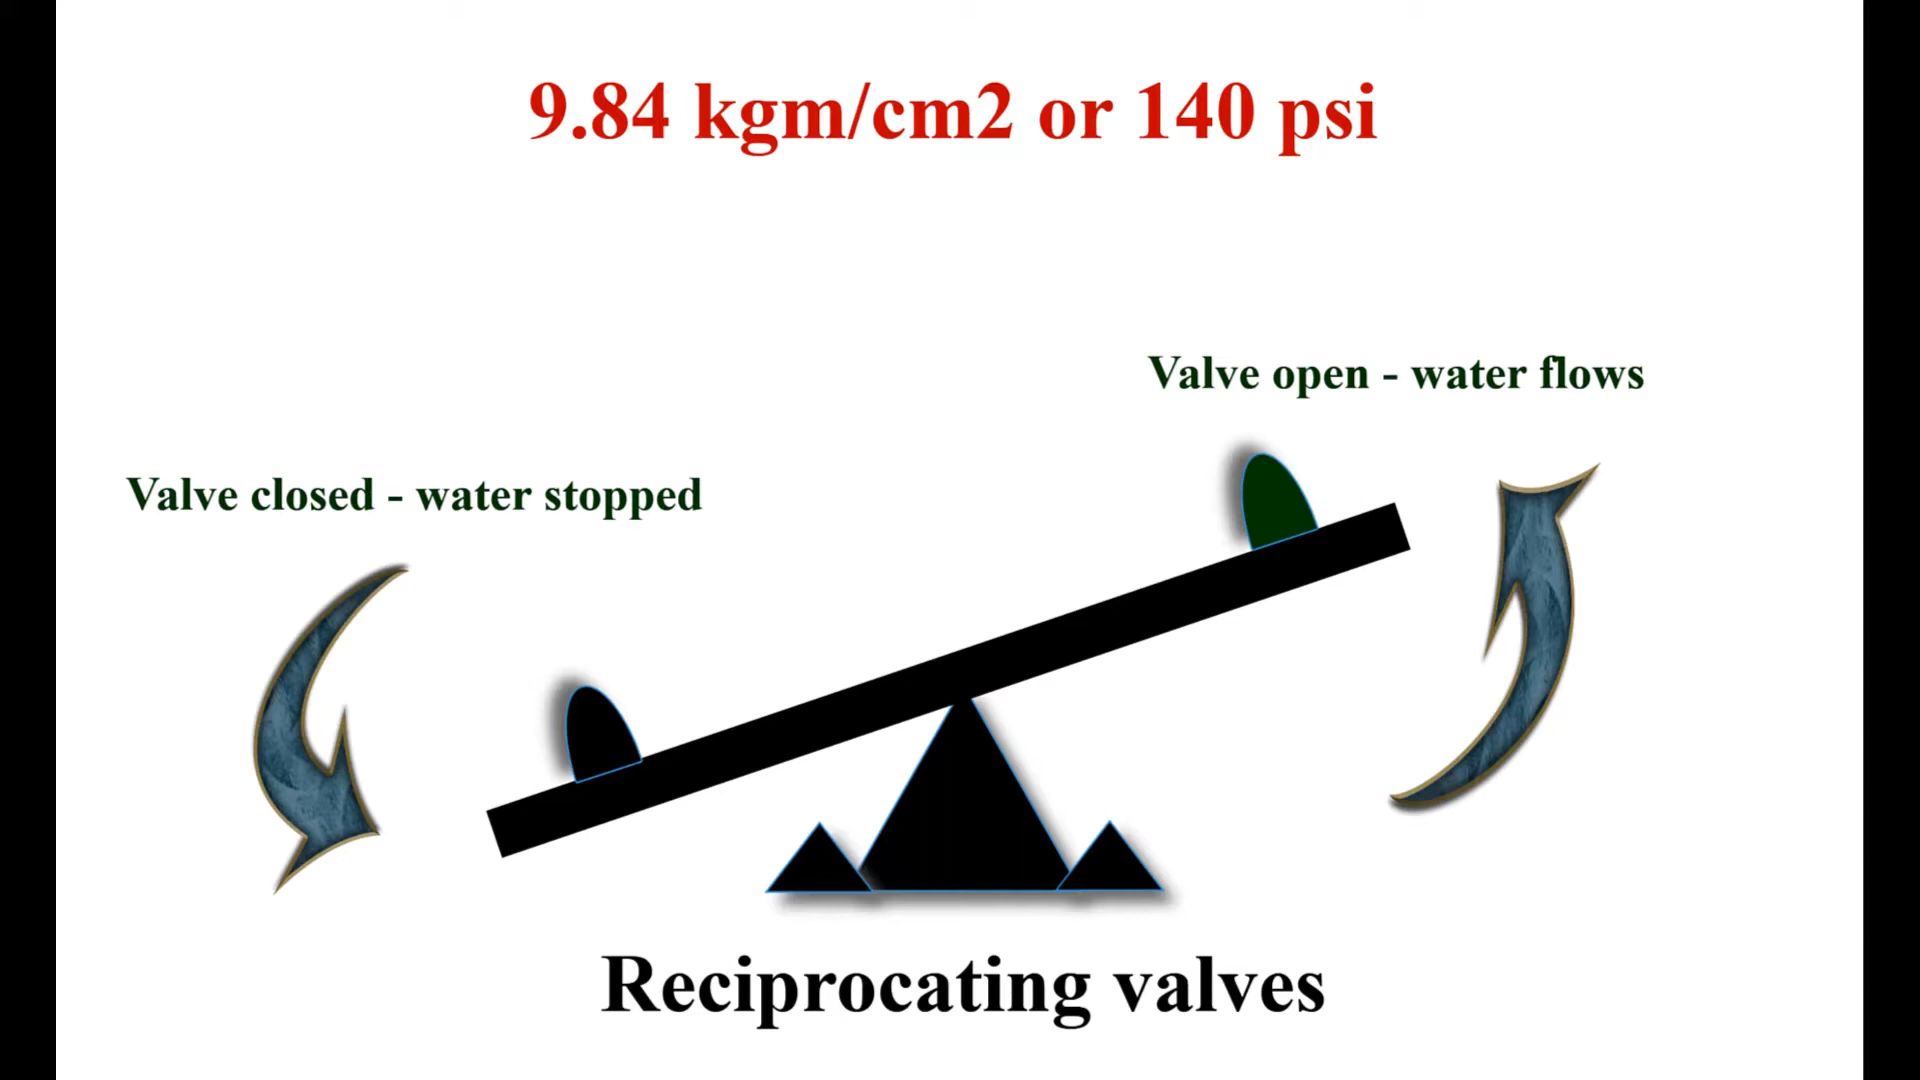 9.84 kgm/cm2 or 140 psi
Valve open - water flows
Valve closed - water stopped
Reciprocating valves